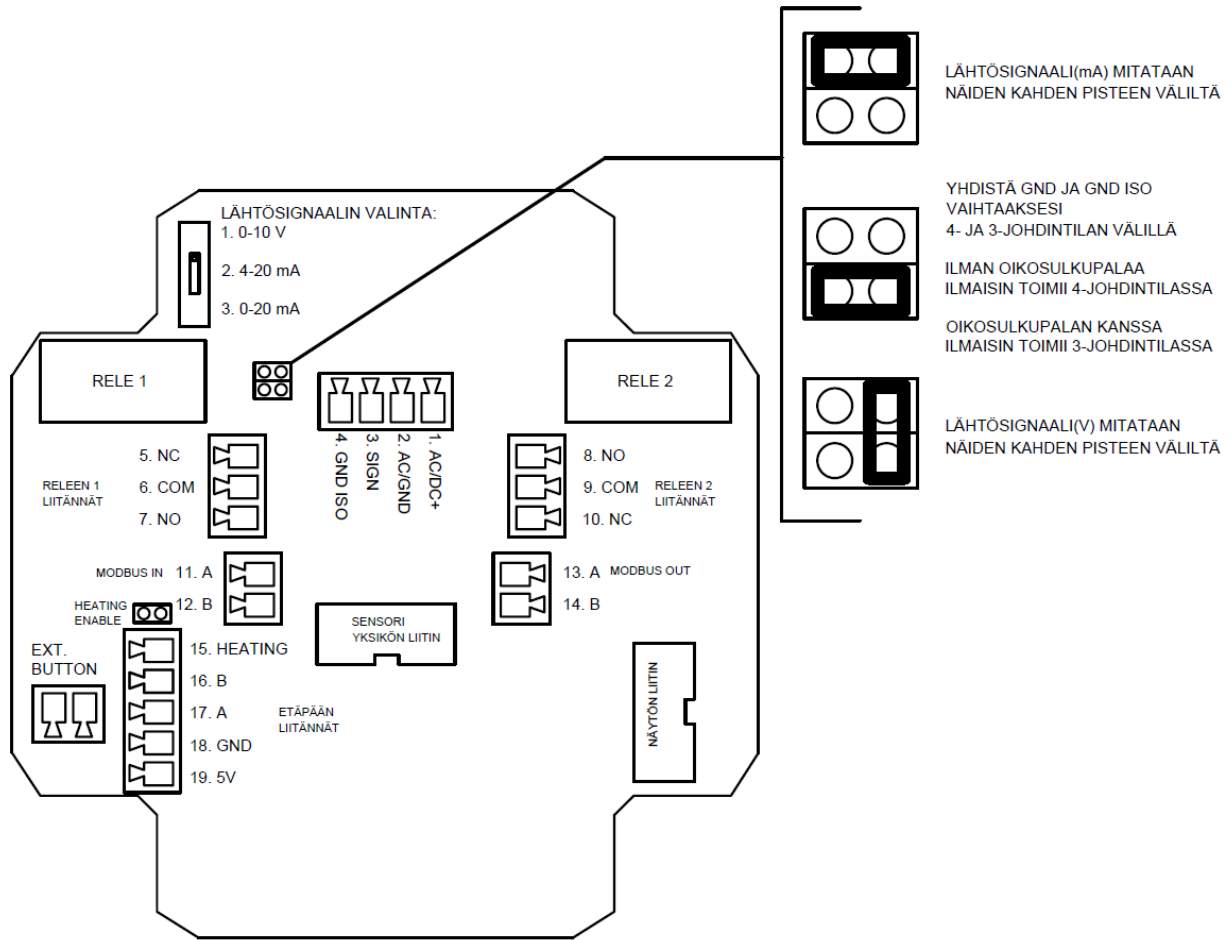 LÄHTÖSIGNAALI(mA) MITATAAN
NÄIDEN KAHDEN PISTEEN VÄLILTÄ
YHDISTÄ GND JA GND ISO
VAIHTAAKSESI
4- JA 3-JOHDINTILAN VÄLILLÄ
ILMAN OIKOSULKUPALAA
ILMAISIN TOIMII 4-JOHDINTILASSA
OIKOSULKUPALAN KANSSA
ILMAISIN TOIMII 3-JOHDINTILASSA
LÄHTÖSIGNAALI(V) MITATAAN
NÄIDEN KAHDEN PISTEEN VÄLILTÄ
LÄHTÖSIGNAALIN VALINTA:
1. 0-10 V
2. 4-20 mA
3. 0-20 mA
RELE 1
RELE 2
4. GND ISO
3. SIGN
2. AC/GND
1. AC/DC+
5. NC
6. COM
7. NO
RELEEN 1
LIITÄNNÄT
8. NO
9. COM
10. NC
RELEEN 2
LIITÄNNÄT
MODBUS IN
11. A
12. B
13. A
MODBUS OUT
14. B
HEATING
ENABLE
SENSORI
YKSIKÖN LIITIN
EXT.
BUTTON
15. HEATING
16. B
17. A
18. GND
19. 5V
ETÄPÄÄN
LIITÄNNÄT
NÄYTÖN LIITIN